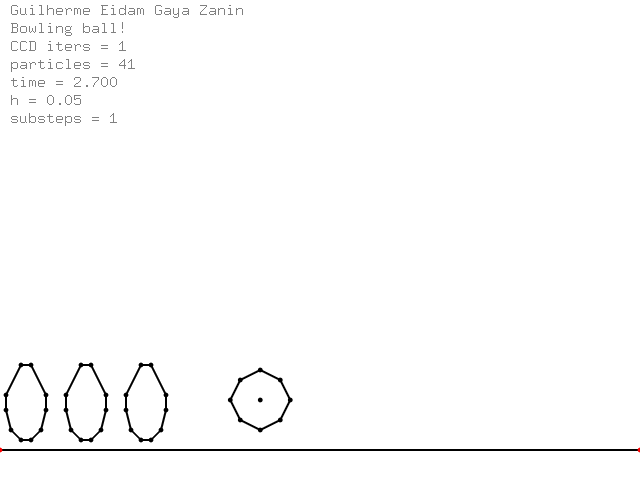 Guilherme Eidam Gaya Zanin
Bowling ball!
CCD iters = 1
particles = 41
time = 2.700
h = 0.05
substeps = 1